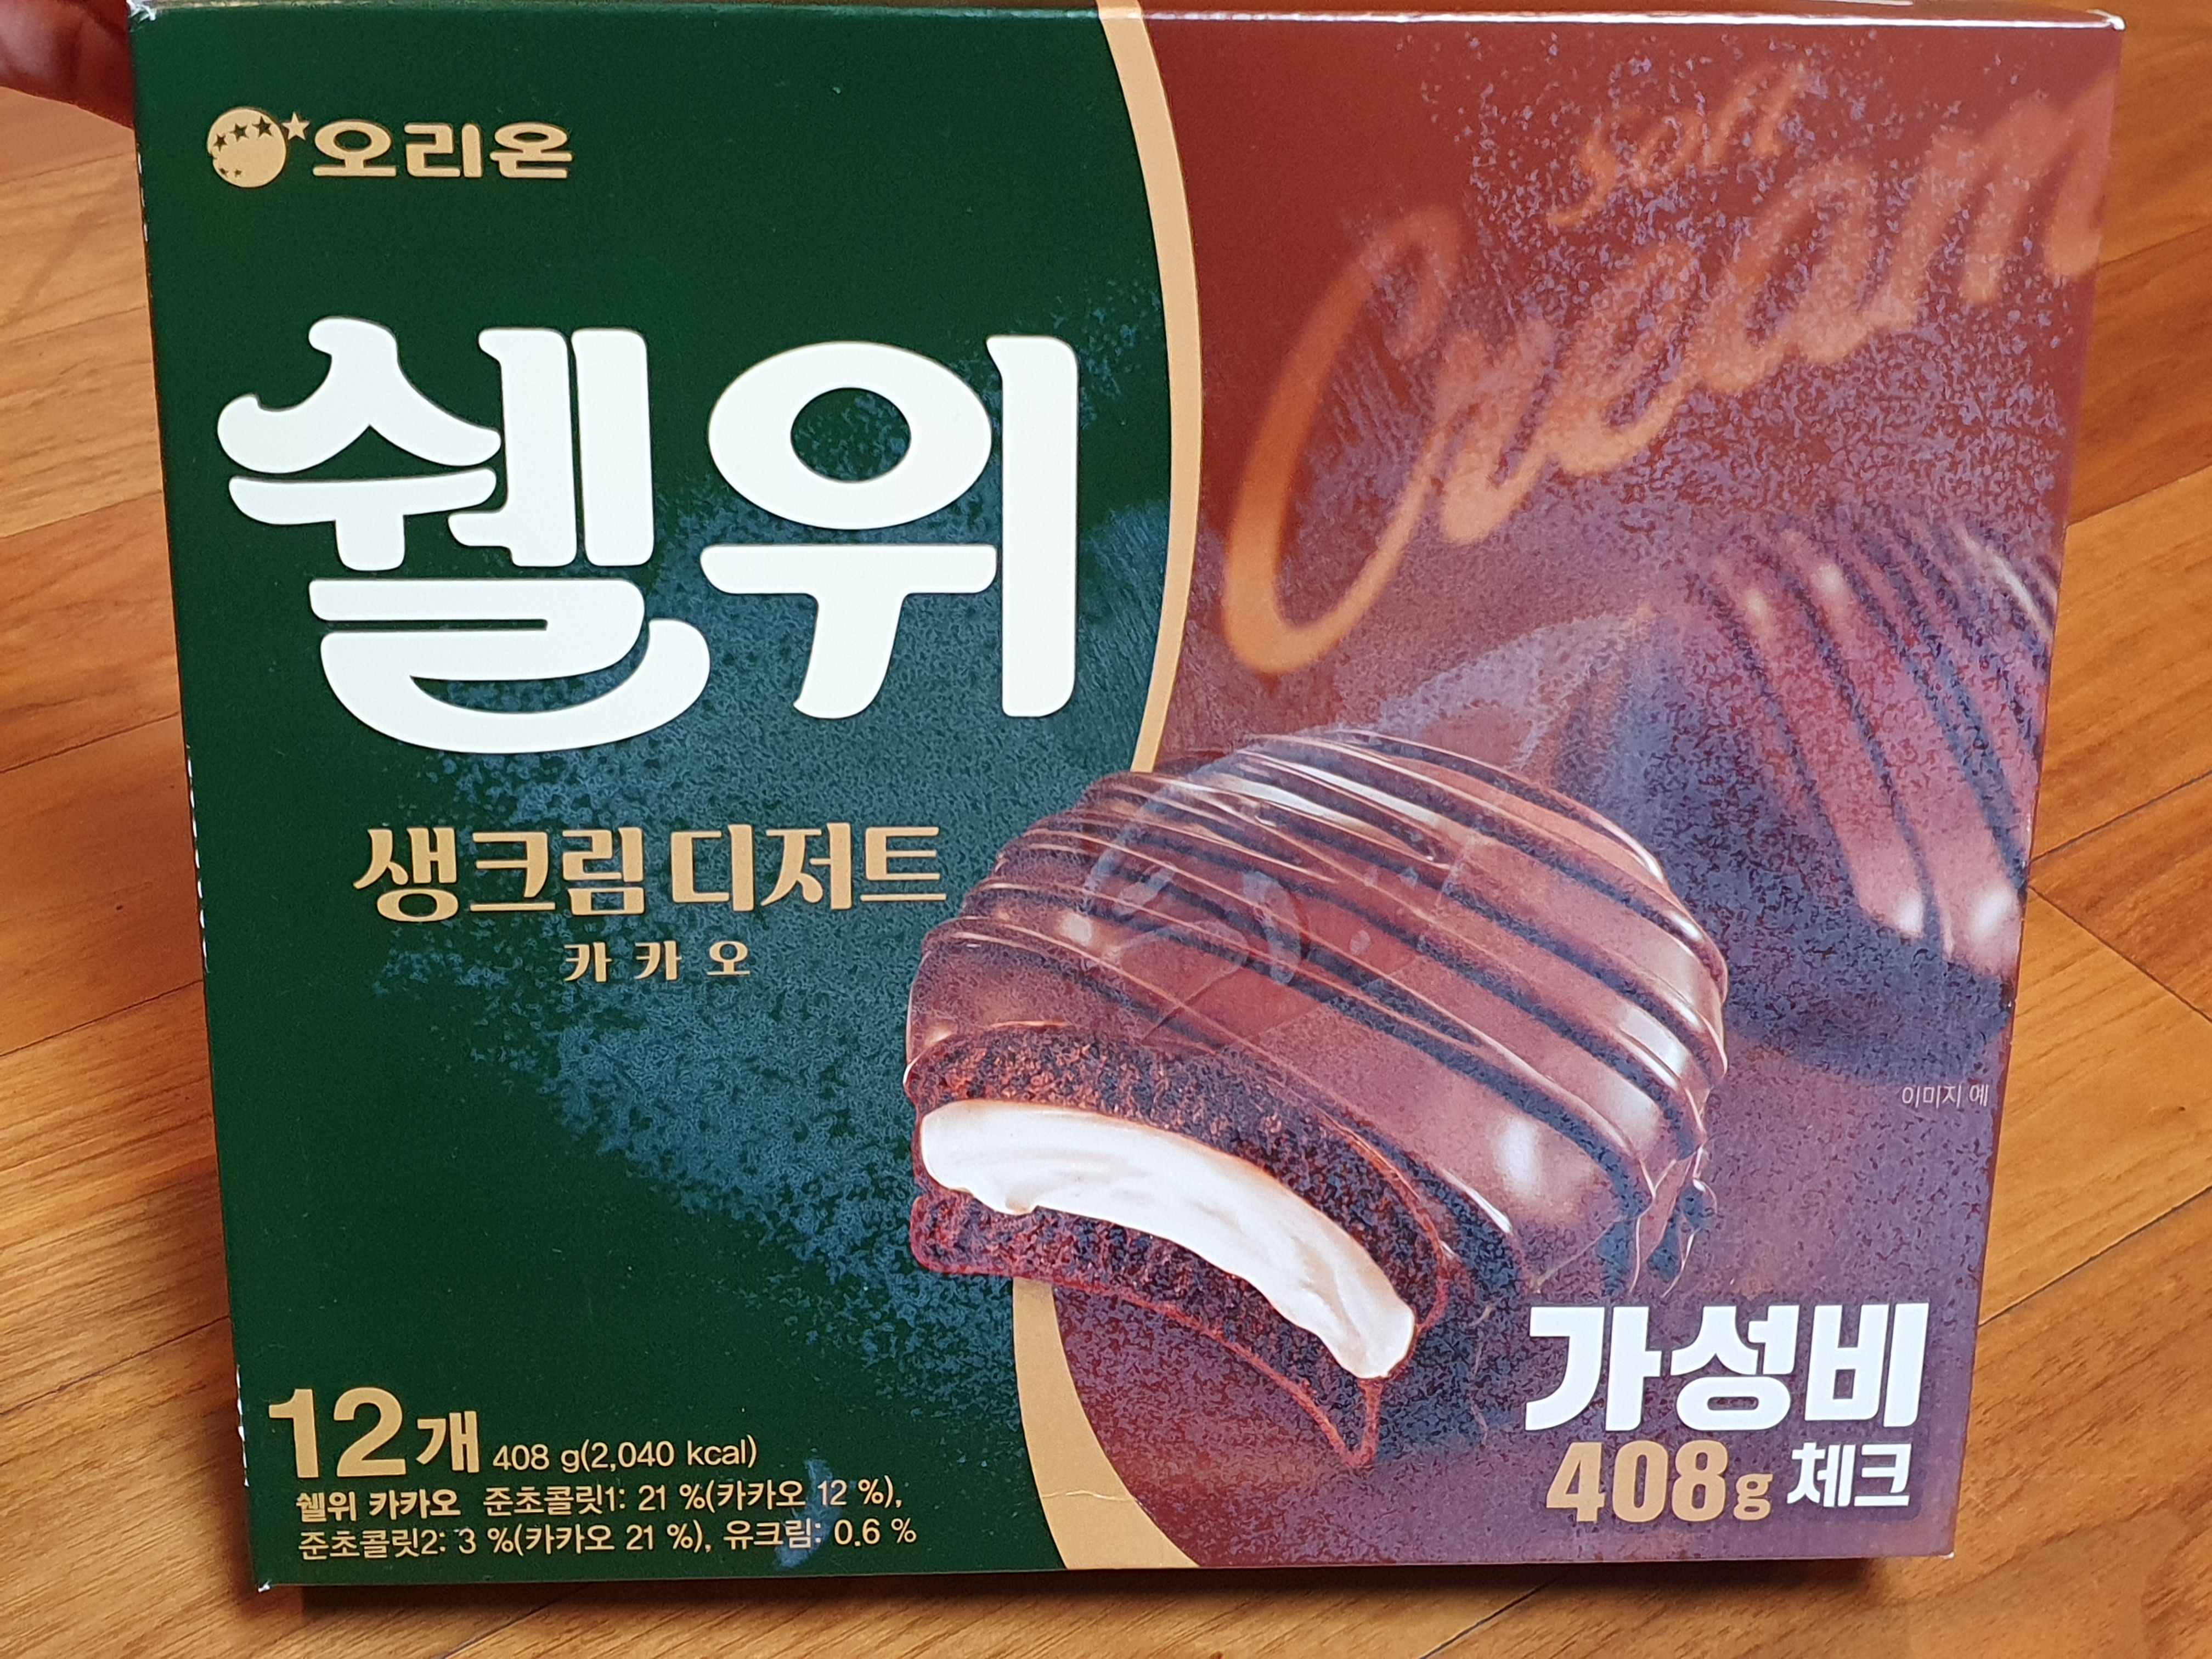 오리온
쉘위
생크림디저트
카카오
Soft
Cream
이미지 예
12개 408 g(2,040 kcal)
쉘위 카카오 준초콜릿1: 21 %(카카오 12 %),
준초콜릿2: 3 %(카카오 21 %), 유크림: 0.6 %
가성비
408g 체크